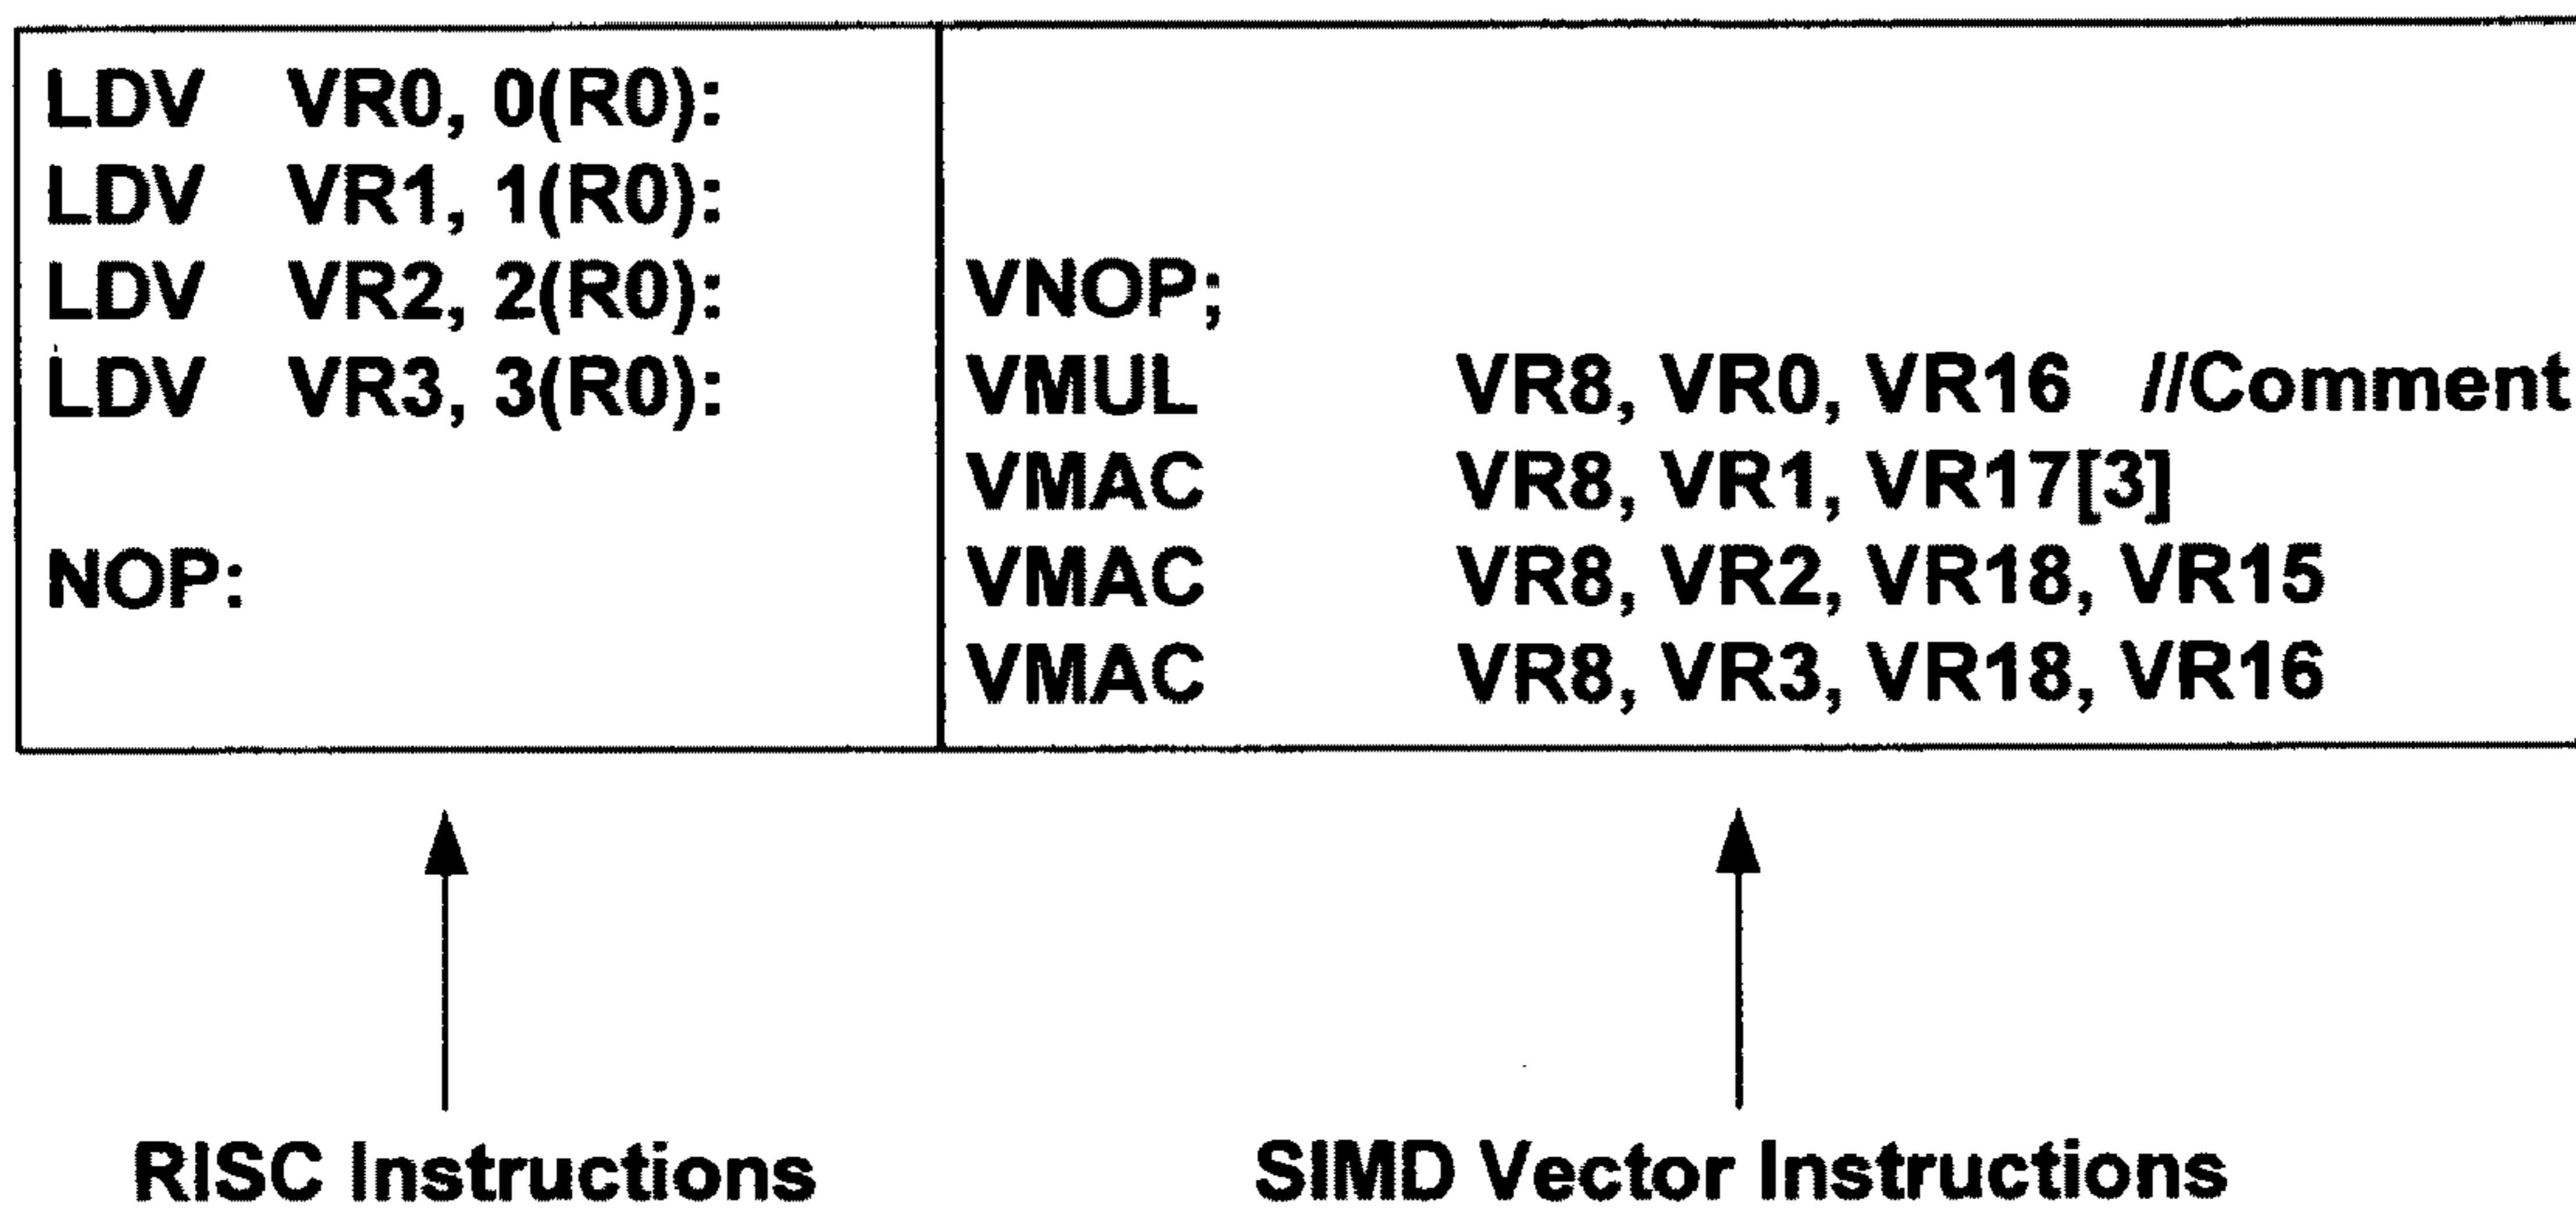 LDV VR0, 0(R0):
LDV VR1, 1(R0):
LDV VR2, 2(R0): VNOP;
LDV VR3, 3(R0): VMUL VR8, VR0, VR16 //Comment
VMAC VR8, VR1, VR17[3]
NOP: VMAC VR8, VR2, VR18, VR15
VMAC VR8, VR3, VR18, VR16
RISC Instructions SIMD Vector Instructions